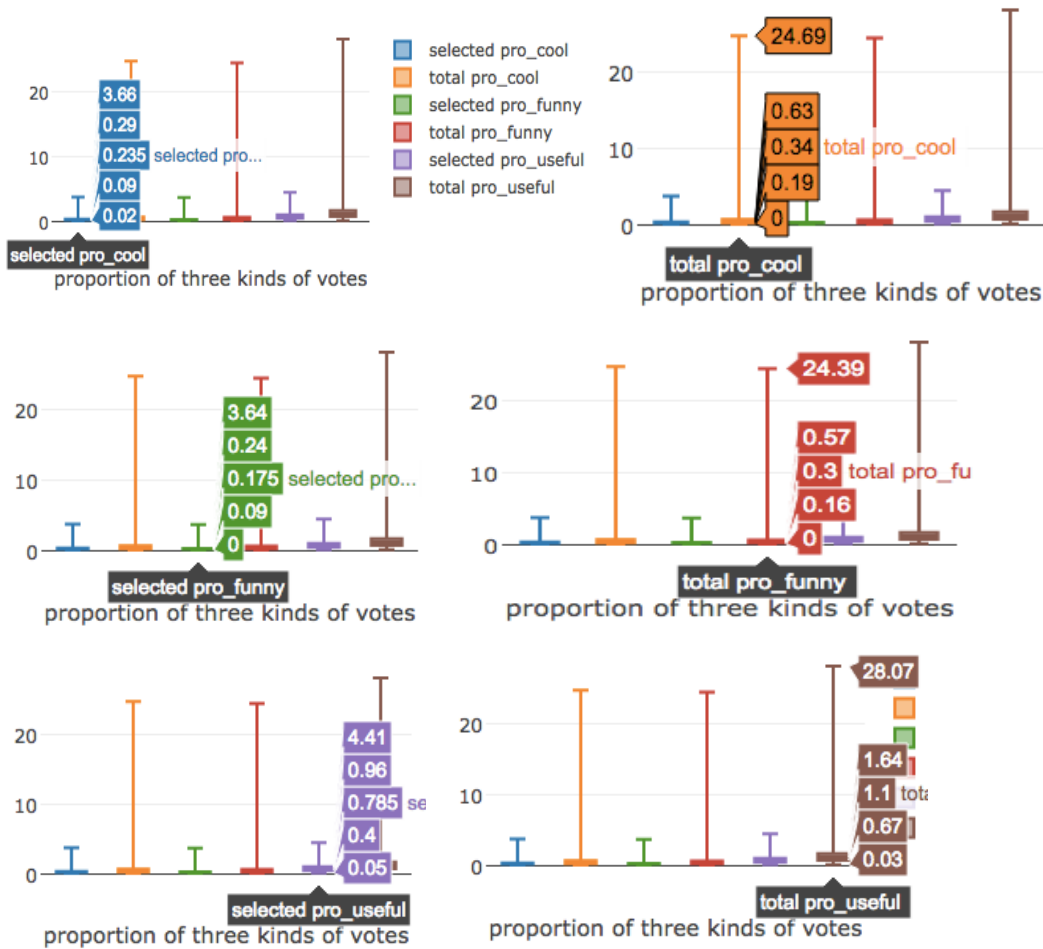 20
10
0
3.66
0.29
0.235 selected pro...
0.09
0.02
selected pro_cool
proportion of three kinds of votes
selected pro_cool
total pro_cool
selected pro_funny
total pro_funny
selected pro_useful
total pro_useful
20
10
0
24.69
0.63
0.34 total pro_cool
0.19
0
total pro_cool
proportion of three kinds of votes
20
10
0
3.64
0.24
0.175 selected pro...
0.09
0
selected pro_funny
proportion of three kinds of votes
20
10
0
24.39
0.57
0.3 total pro_fu
0.16
0
total pro_funny
proportion of three kinds of votes
20
10
0
4.41
0.96
0.785 se
0.4
0.05
selected pro_useful
proportion of three kinds of votes
20
10
0
28.07
1.64
1.1 tota
0.67
0.03
total pro_useful
proportion of three kinds of votes